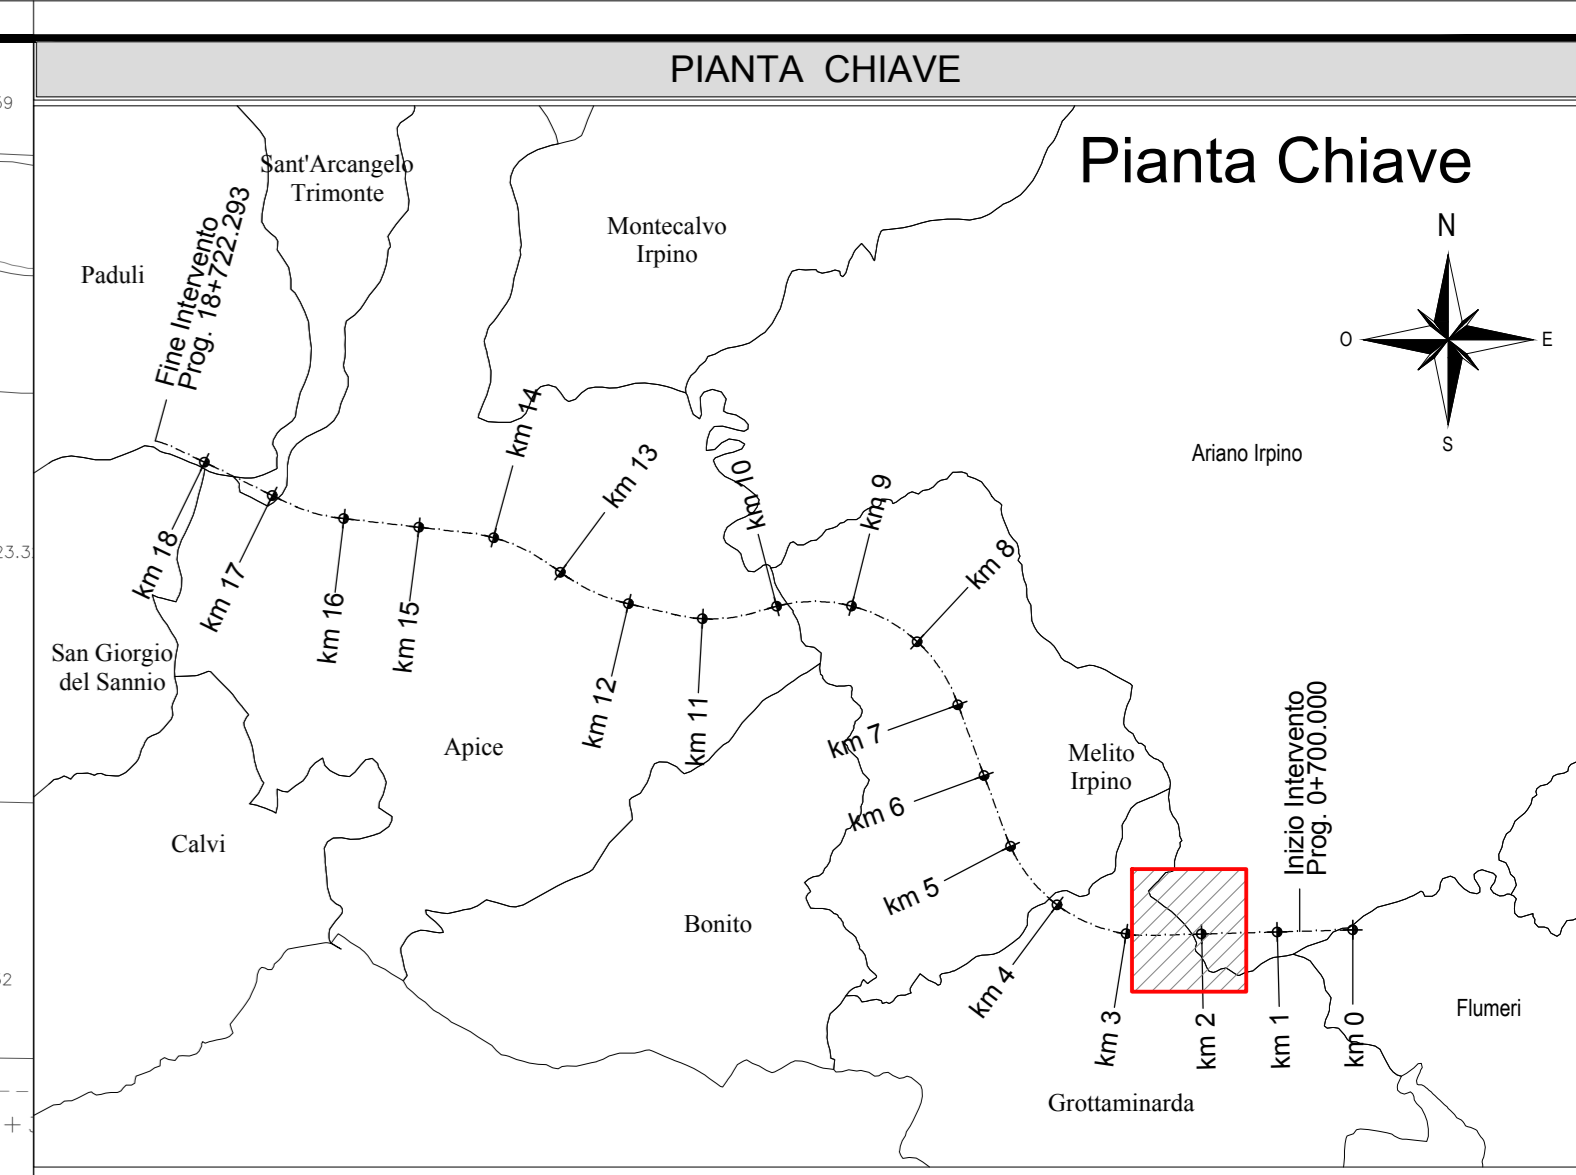 PIANTA CHIAVE
Pianta Chiave
N
O
E
S
Sant'Arcangelo
Trimonte
Montecalvo
Irpino
Paduli
Fine Intervento
Prog. 18+722.293
Ariano Irpino
km 14
km 13
km 10
km 9
km 8
km 18
km 17
km 16
km 15
km 12
km 11
km 7
km 6
km 5
km 4
km 3
km 2
km 1
km 0
San Giorgio
del Sannio
Apice
Melito
Irpino
Inizio Intervento
Prog. 0+700.000
Calvi
Bonito
Flumeri
Grottaminarda